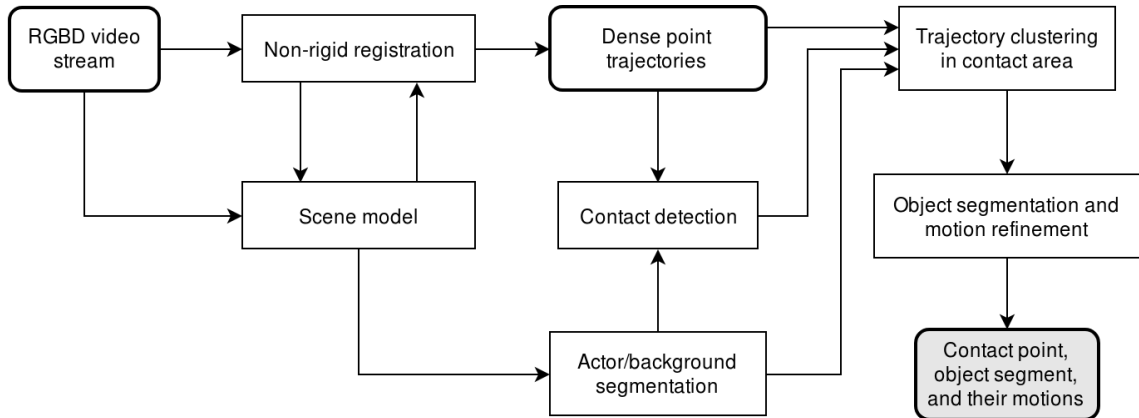 RGBD video
stream
Non-rigid registration
Dense point
trajectories
Trajectory clustering
in contact area
Scene model
Contact detection
Object segmentation and
motion refinement
Actor/background
segmentation
Contact point,
object segment,
and their motions